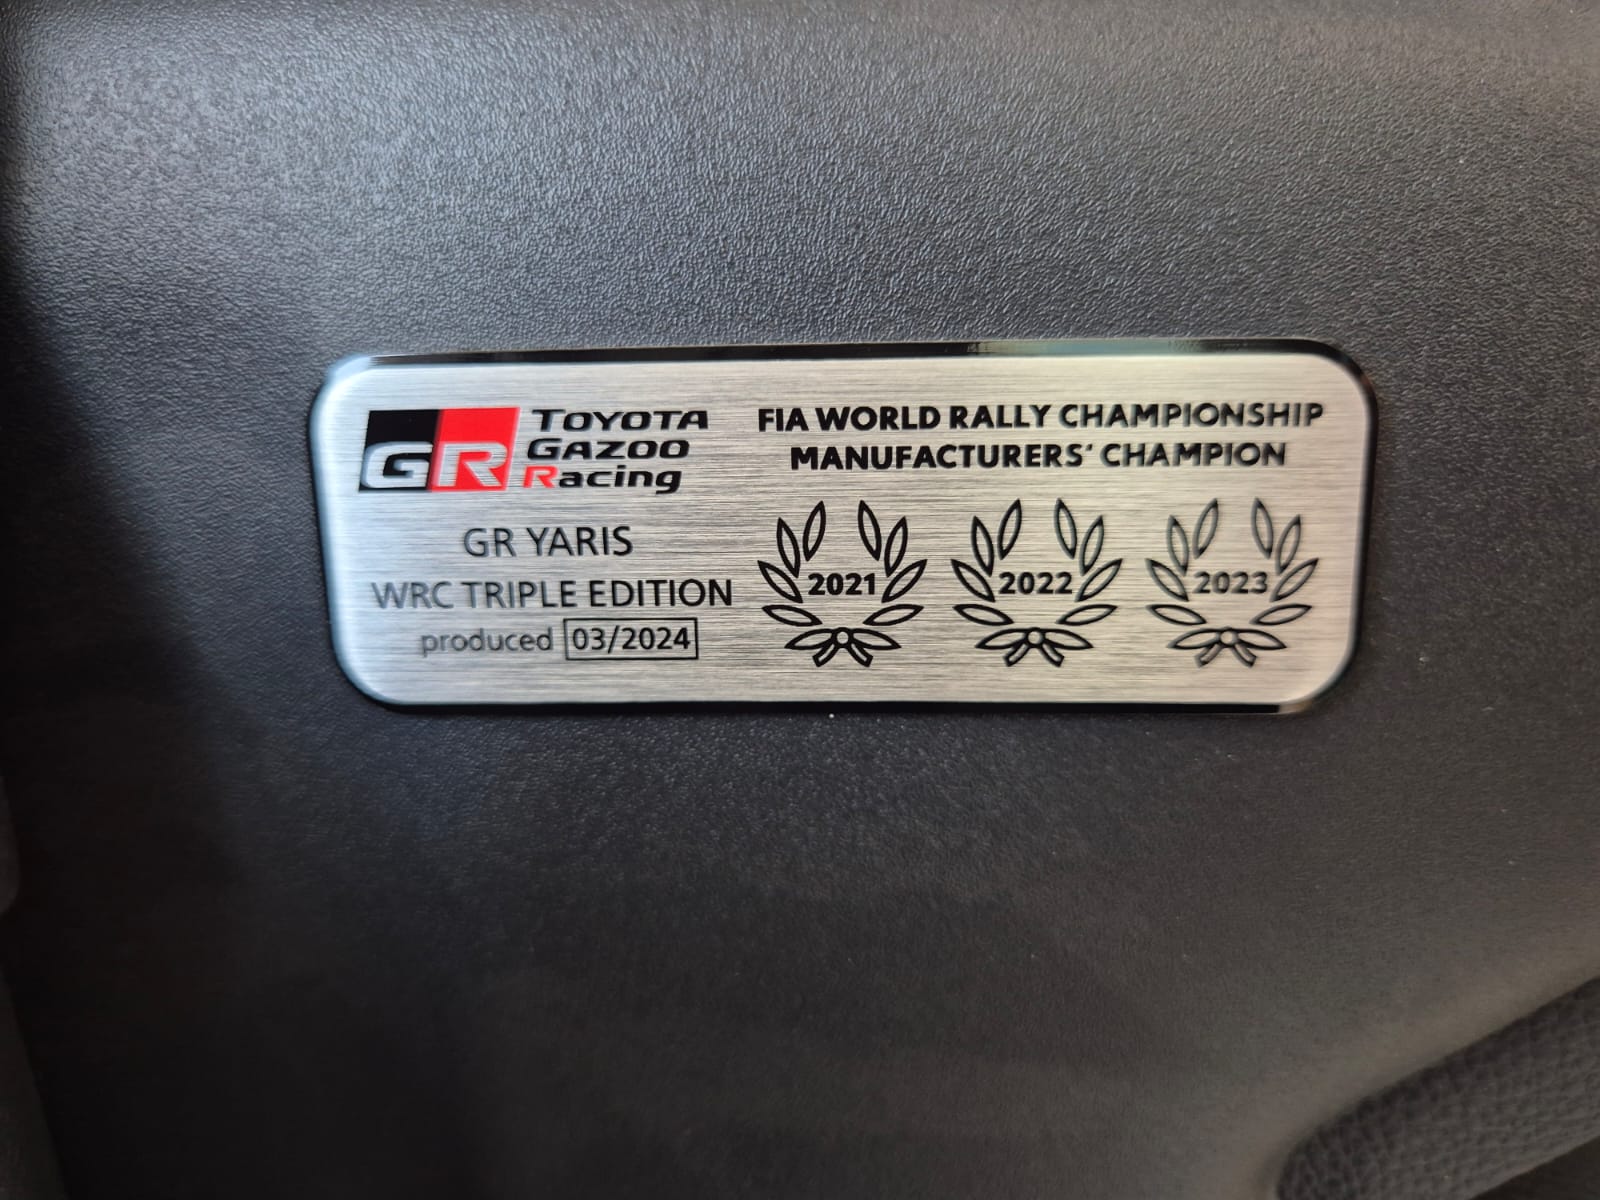 GR
TOYOTA
GAZOO
Racing
GR YARIS
WRC TRIPLE EDITION
produced 03/2024
FIA WORLD RALLY CHAMPIONSHIP
MANUFACTURERS' CHAMPION
2021 2022 2023